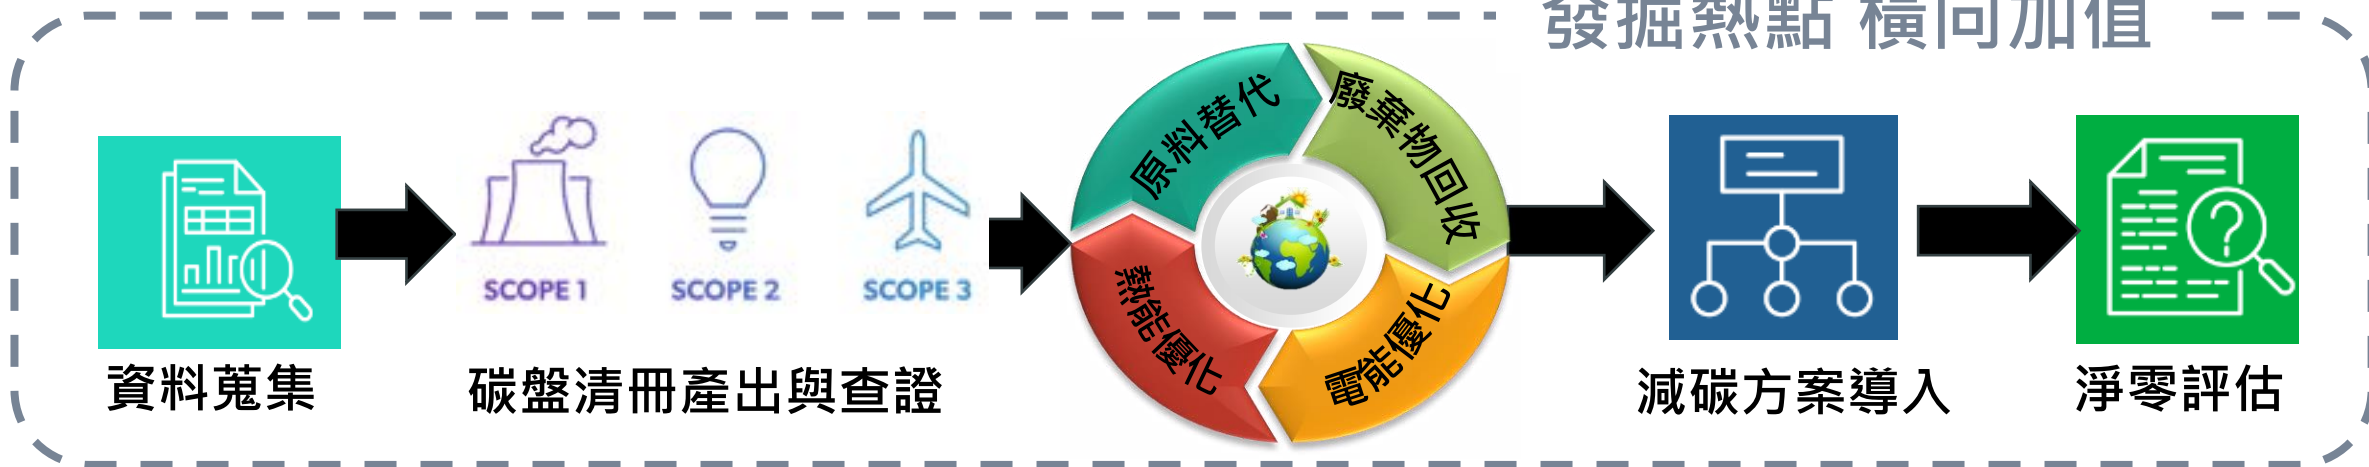 發掘熱點 橫向加值
資料蒐集
SCOPE 1
SCOPE 2
SCOPE 3
碳盤清冊產出與查證
原料替代
廢棄物回收
熱能優化
電能優化
減碳方案導入
淨零評估